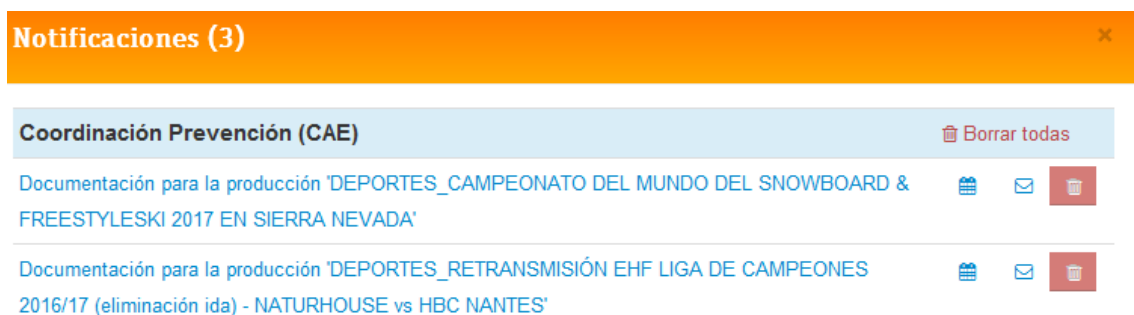 Notificaciones (3)
Coordinación Prevención (CAE)
Borrar todas
Documentación para la producción 'DEPORTES_CAMPEONATO DEL MUNDO DEL SNOWBOARD &
FREESTYLESKI 2017 EN SIERRA NEVADA'
Documentación para la producción 'DEPORTES_RETRANSMISIÓN EHF LIGA DE CAMPEONES
2016/17 (eliminación ida) - NATURHOUSE vs HBC NANTES'